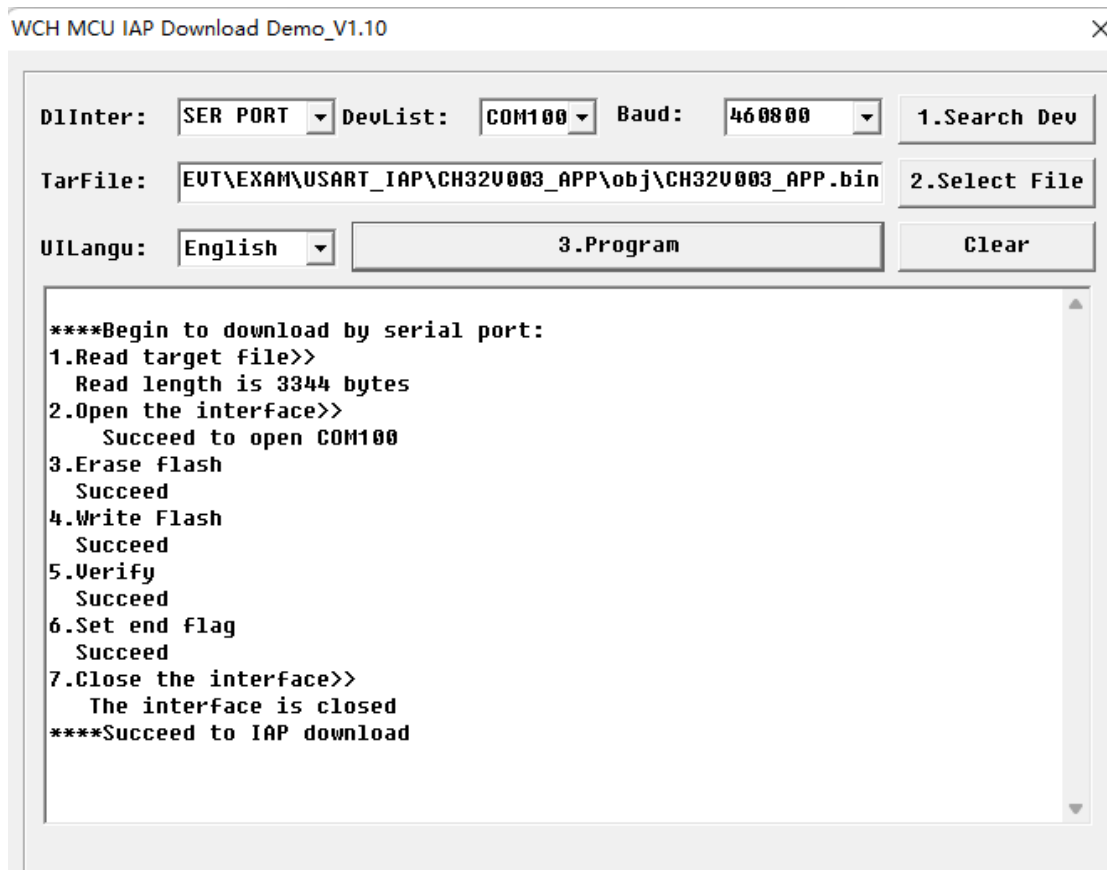 WCH MCU IAP Download Demo_V1.10
DlInter: SER PORT DevList: COM100 Baud: 460800 1.Search Dev
TarFile: EVT\EXAM\USART_IAP\CH32V003_APP\obj\CH32V003_APP.bin 2.Select File
UILangu: English 3.Program Clear
****Begin to download by serial port:
1.Read target file>>
Read length is 3344 bytes
2.Open the interface>>
Succeed to open COM100
3.Erase flash
Succeed
4.Write Flash
Succeed
5.Verify
Succeed
6.Set end flag
Succeed
7.Close the interface>>
The interface is closed
****Succeed to IAP download